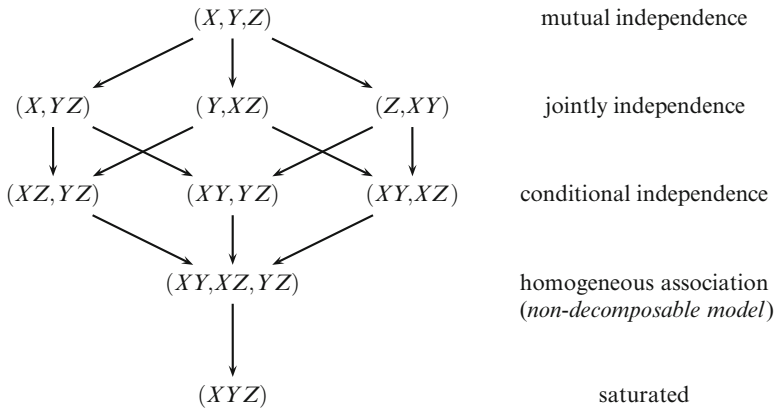 (X,Y,Z) mutual independence
(X,YZ) (Y,XZ) (Z,XY) jointly independence
(XZ,YZ) (XY,YZ) (XY,XZ) conditional independence
(XY,XZ,YZ) homogeneous association
(non-decomposable model)
(XYZ) saturated